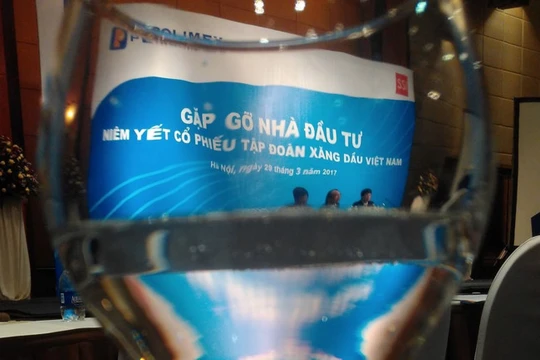 PETROLIMEX
SSI
GẶP GỠ NHÀ ĐẦU TƯ
NIÊM YẾT CỔ PHIẾU TẬP ĐOÀN XĂNG DẦU VIỆT NAM
Hà Nội, ngày 29 tháng 3 năm 2017